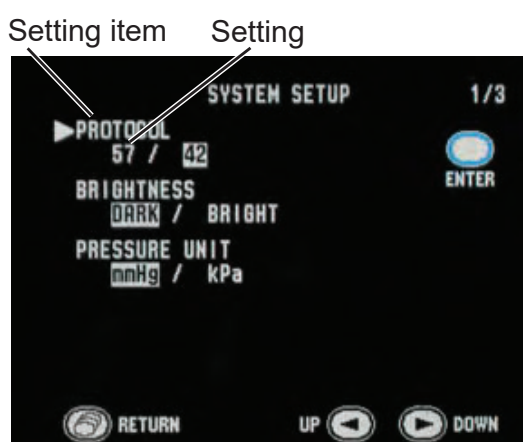 Setting item Setting
SYSTEM SETUP 1/3
PROTOCOL
57 / 42
ENTER
BRIGHTNESS
DARK / BRIGHT
PRESSURE UNIT
mmHg / kPa
RETURN UP DOWN